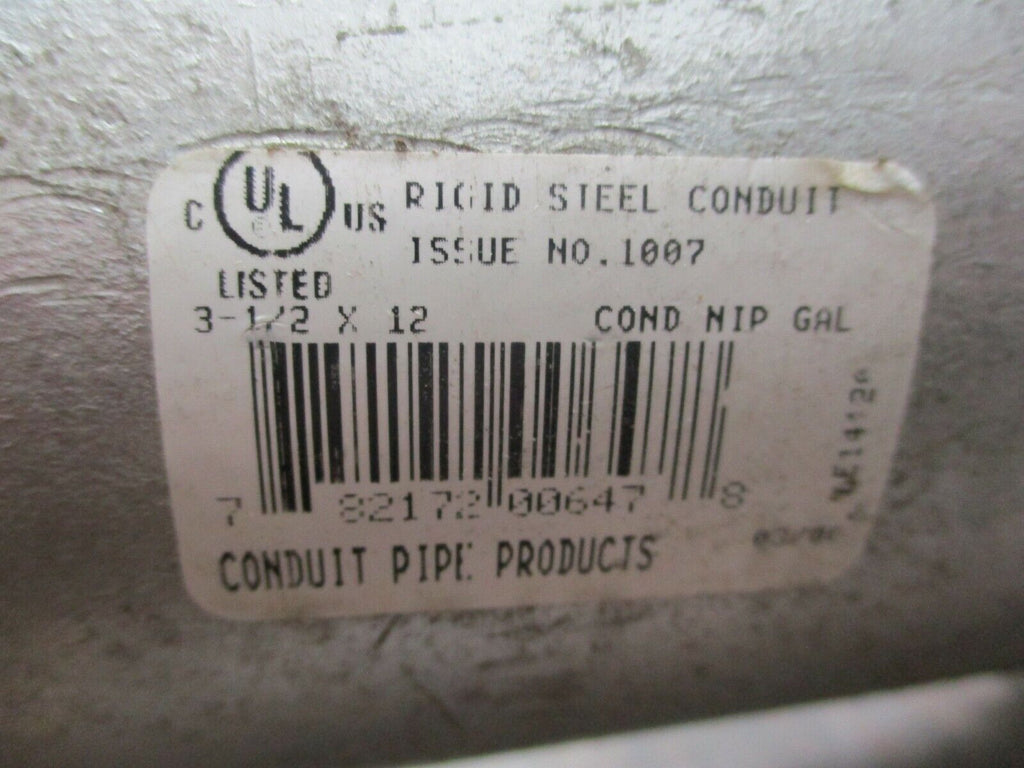 C UL US RIGID STEEL CONDUIT
LISTED ISSUE NO.1007
3-1/2 X 12 COND NIP GAL
7 82172 00647 8
CONDUIT PIPE PRODUCTS